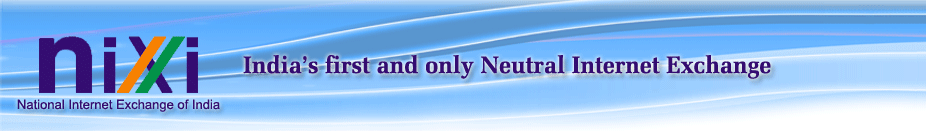 nixi
National Internet Exchange of India
India's first and only Neutral Internet Exchange